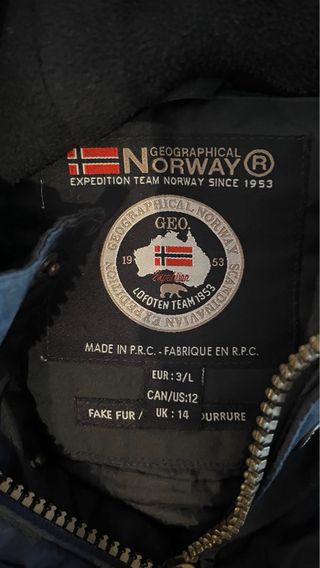 GEOGRAPHICAL
NORWAY®
EXPEDITION TEAM NORWAY SINCE 1953
GEOGRAPHICAL NORWAY SCANDINAVIAN EXPEDITION
GEO.
19 53
Expedition
LOFOTEN TEAM 1953
MADE IN P.R.C. - FABRIQUE EN R.P.C.
EUR: 3/L
CAN/US:12
FAKE FUR / UK : 14 OURRURE